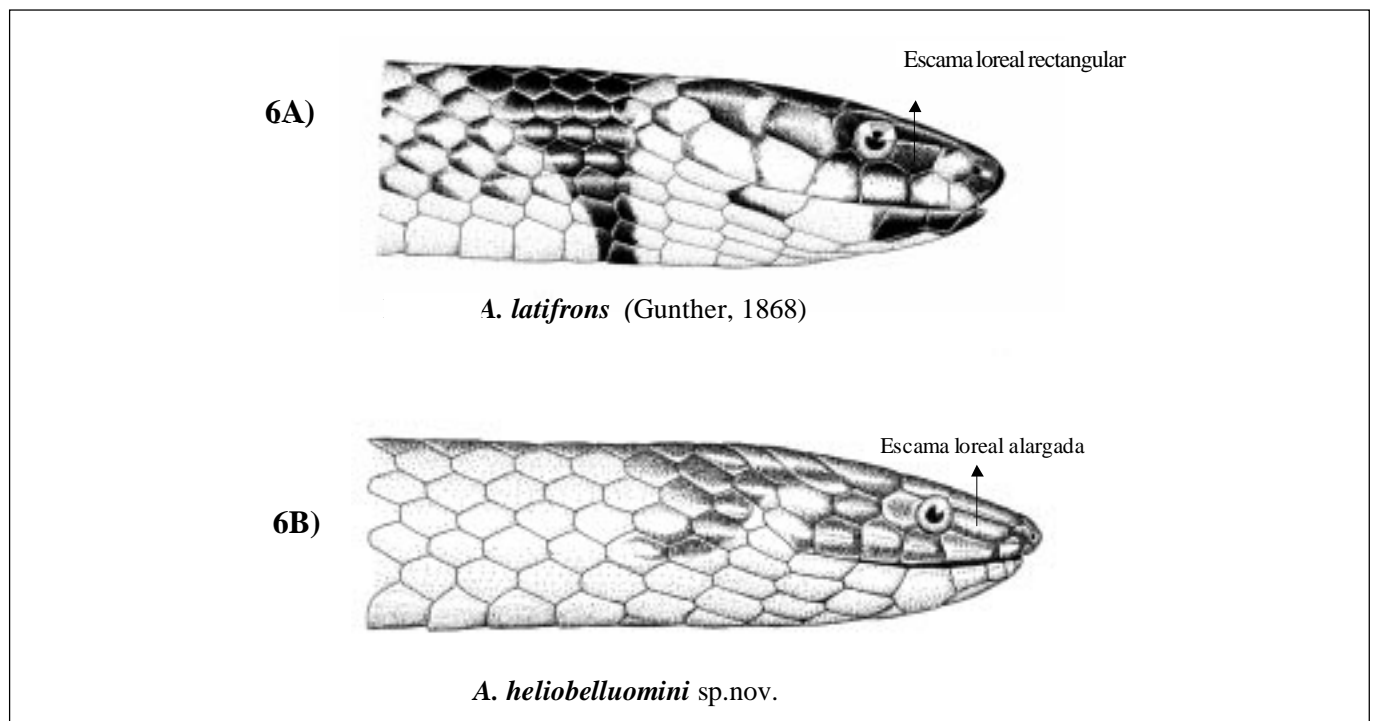 Escama loreal rectangular
6A)
A. latifrons (Gunther, 1868)
Escama loreal alargada
6B)
A. heliobelluomini sp.nov.